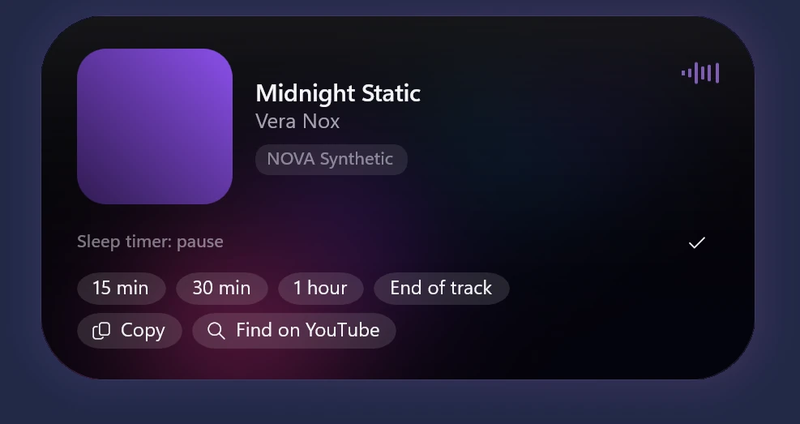 Midnight Static
Vera Nox
NOVA Synthetic
Sleep timer: pause
15 min 30 min 1 hour End of track
Copy Find on YouTube